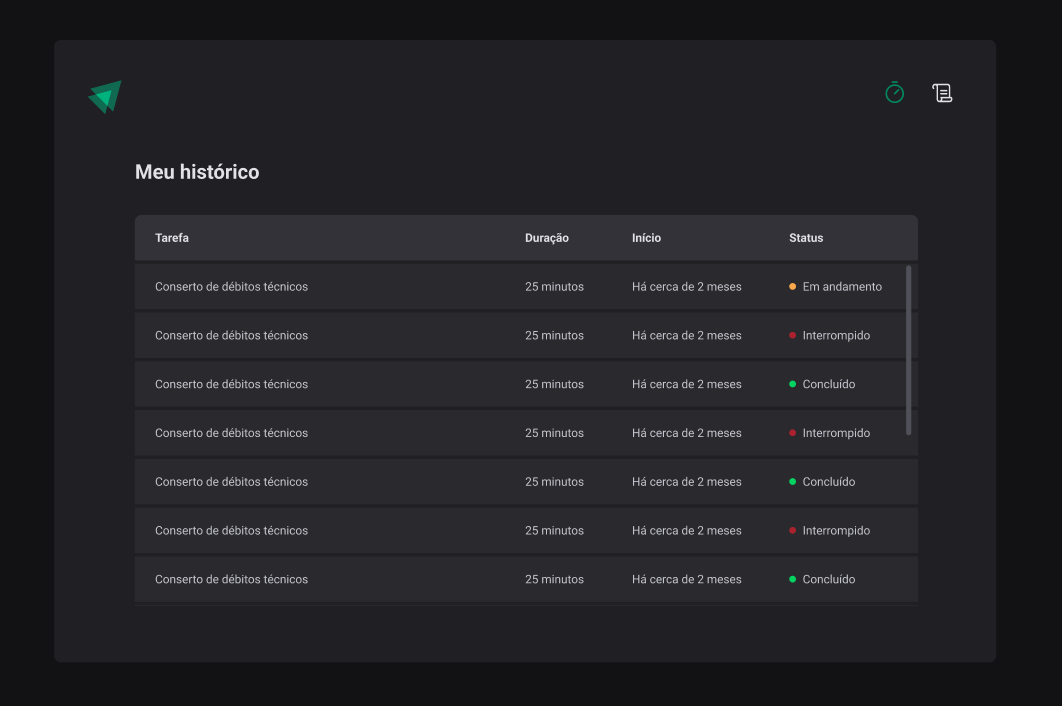 Meu histórico
Tarefa Duração Início Status
Conserto de débitos técnicos 25 minutos Há cerca de 2 meses Em andamento
Conserto de débitos técnicos 25 minutos Há cerca de 2 meses Interrompido
Conserto de débitos técnicos 25 minutos Há cerca de 2 meses Concluído
Conserto de débitos técnicos 25 minutos Há cerca de 2 meses Interrompido
Conserto de débitos técnicos 25 minutos Há cerca de 2 meses Concluído
Conserto de débitos técnicos 25 minutos Há cerca de 2 meses Interrompido
Conserto de débitos técnicos 25 minutos Há cerca de 2 meses Concluído